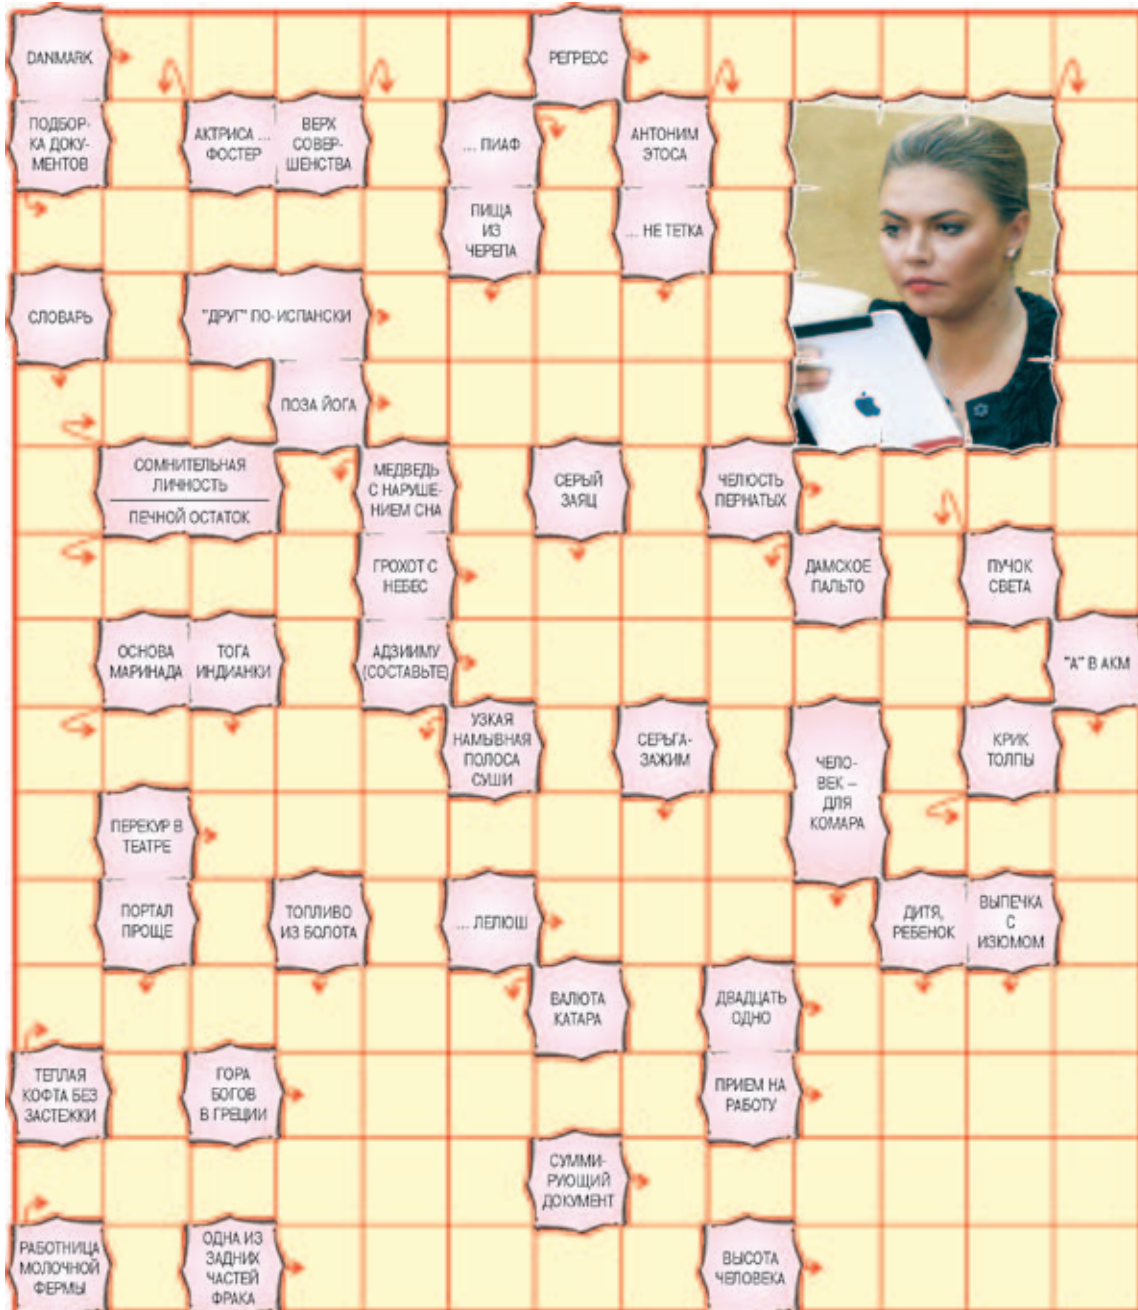 DANMARK
РЕГРЕСС
ПОДБОР-
КА ДОКУ-
МЕНТОВ
АКТРИСА ...
ФОСТЕР
ВЕРХ
СОВЕР-
ШЕНСТВА
... ПИАФ
АНТОНИМ
ЭТОСА
ПИЩА
ИЗ
ЧЕРЕПА
... НЕ ТЕТКА
СЛОВАРЬ
"ДРУГ" ПО-ИСПАНСКИ
ПОЗА ЙОГА
СОМНИТЕЛЬНАЯ
ЛИЧНОСТЬ
ПЕЧНОЙ ОСТАТОК
МЕДВЕДЬ
С НАРУШЕ-
НИЕМ СНА
СЕРЫЙ
ЗАЯЦ
ЧЕЛЮСТЬ
ПЕРНАТЫХ
ГРОХОТ С
НЕБЕС
ДАМСКОЕ
ПАЛЬТО
ПУЧОК
СВЕТА
ОСНОВА
МАРИНАДА
ТОГА
ИНДИАНКИ
АДЗИИМУ
(СОСТАВЬТЕ)
"А" В АКМ
УЗКАЯ
НАМЫВНАЯ
ПОЛОСА
СУШИ
СЕРЬГА-
ЗАЖИМ
ЧЕЛО-
ВЕК –
ДЛЯ
КОМАРА
КРИК
ТОЛПЫ
ПЕРЕКУР В
ТЕАТРЕ
ПОРТАЛ
ПРОЩЕ
ТОПЛИВО
ИЗ БОЛОТА
... ЛЕЛЮШ
ДИТЯ,
РЕБЕНОК
ВЫПЕЧКА
С
ИЗЮМОМ
ВАЛЮТА
КАТАРА
ДВАДЦАТЬ
ОДНО
ТЕПЛАЯ
КОФТА БЕЗ
ЗАСТЕЖКИ
ГОРА
БОГОВ
В ГРЕЦИИ
ПРИЕМ НА
РАБОТУ
СУММИ-
РУЮЩИЙ
ДОКУМЕНТ
РАБОТНИЦА
МОЛОЧНОЙ
ФЕРМЫ
ОДНА ИЗ
ЗАДНИХ
ЧАСТЕЙ
ФРАКА
ВЫСОТА
ЧЕЛОВЕКА